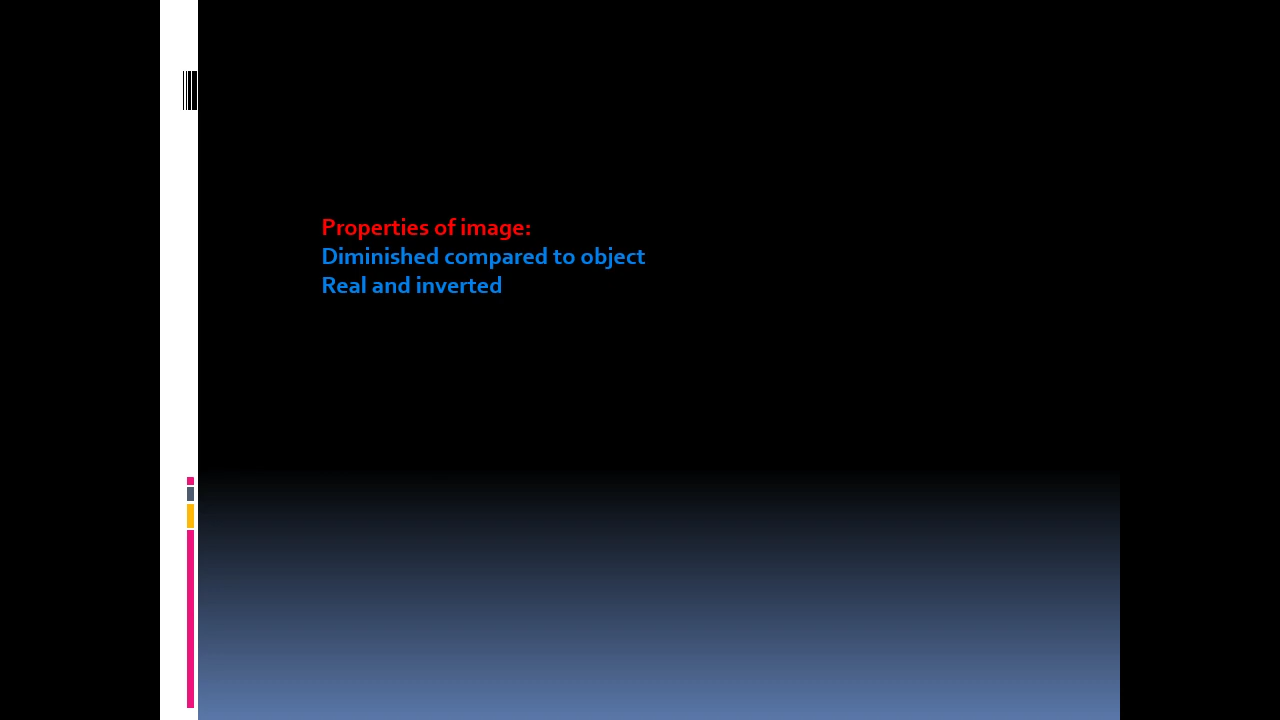 Properties of image:
Diminished compared to object
Real and inverted